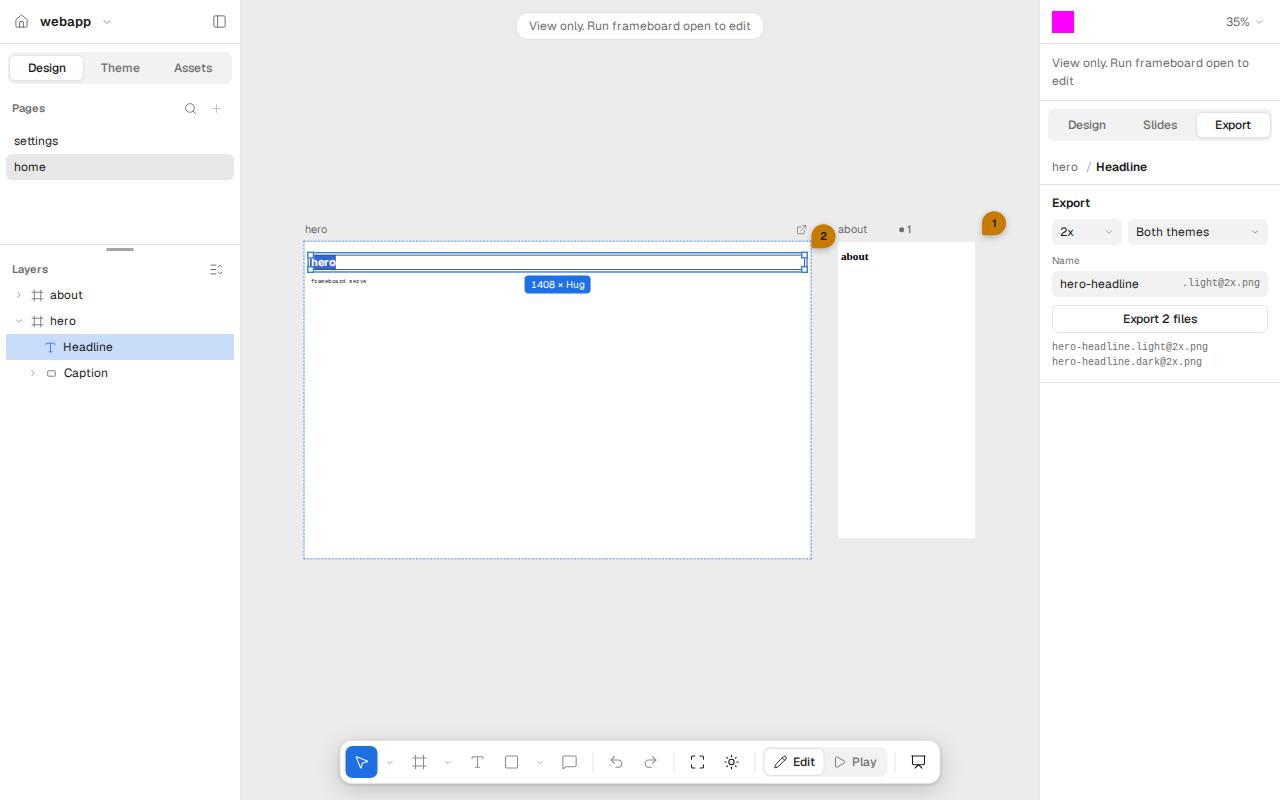 webapp
Design Theme Assets
Pages
settings
home
Layers
about
hero
Headline
Caption
View only. Run frameboard open to edit
hero
2
about 1
1
hero
frameboard serve
1408 × Hug
about
Edit Play
35%
View only. Run frameboard open to
edit
Design Slides Export
hero / Headline
Export
2x Both themes
Name
hero-headline .light@2x.png
Export 2 files
hero-headline.light@2x.png
hero-headline.dark@2x.png